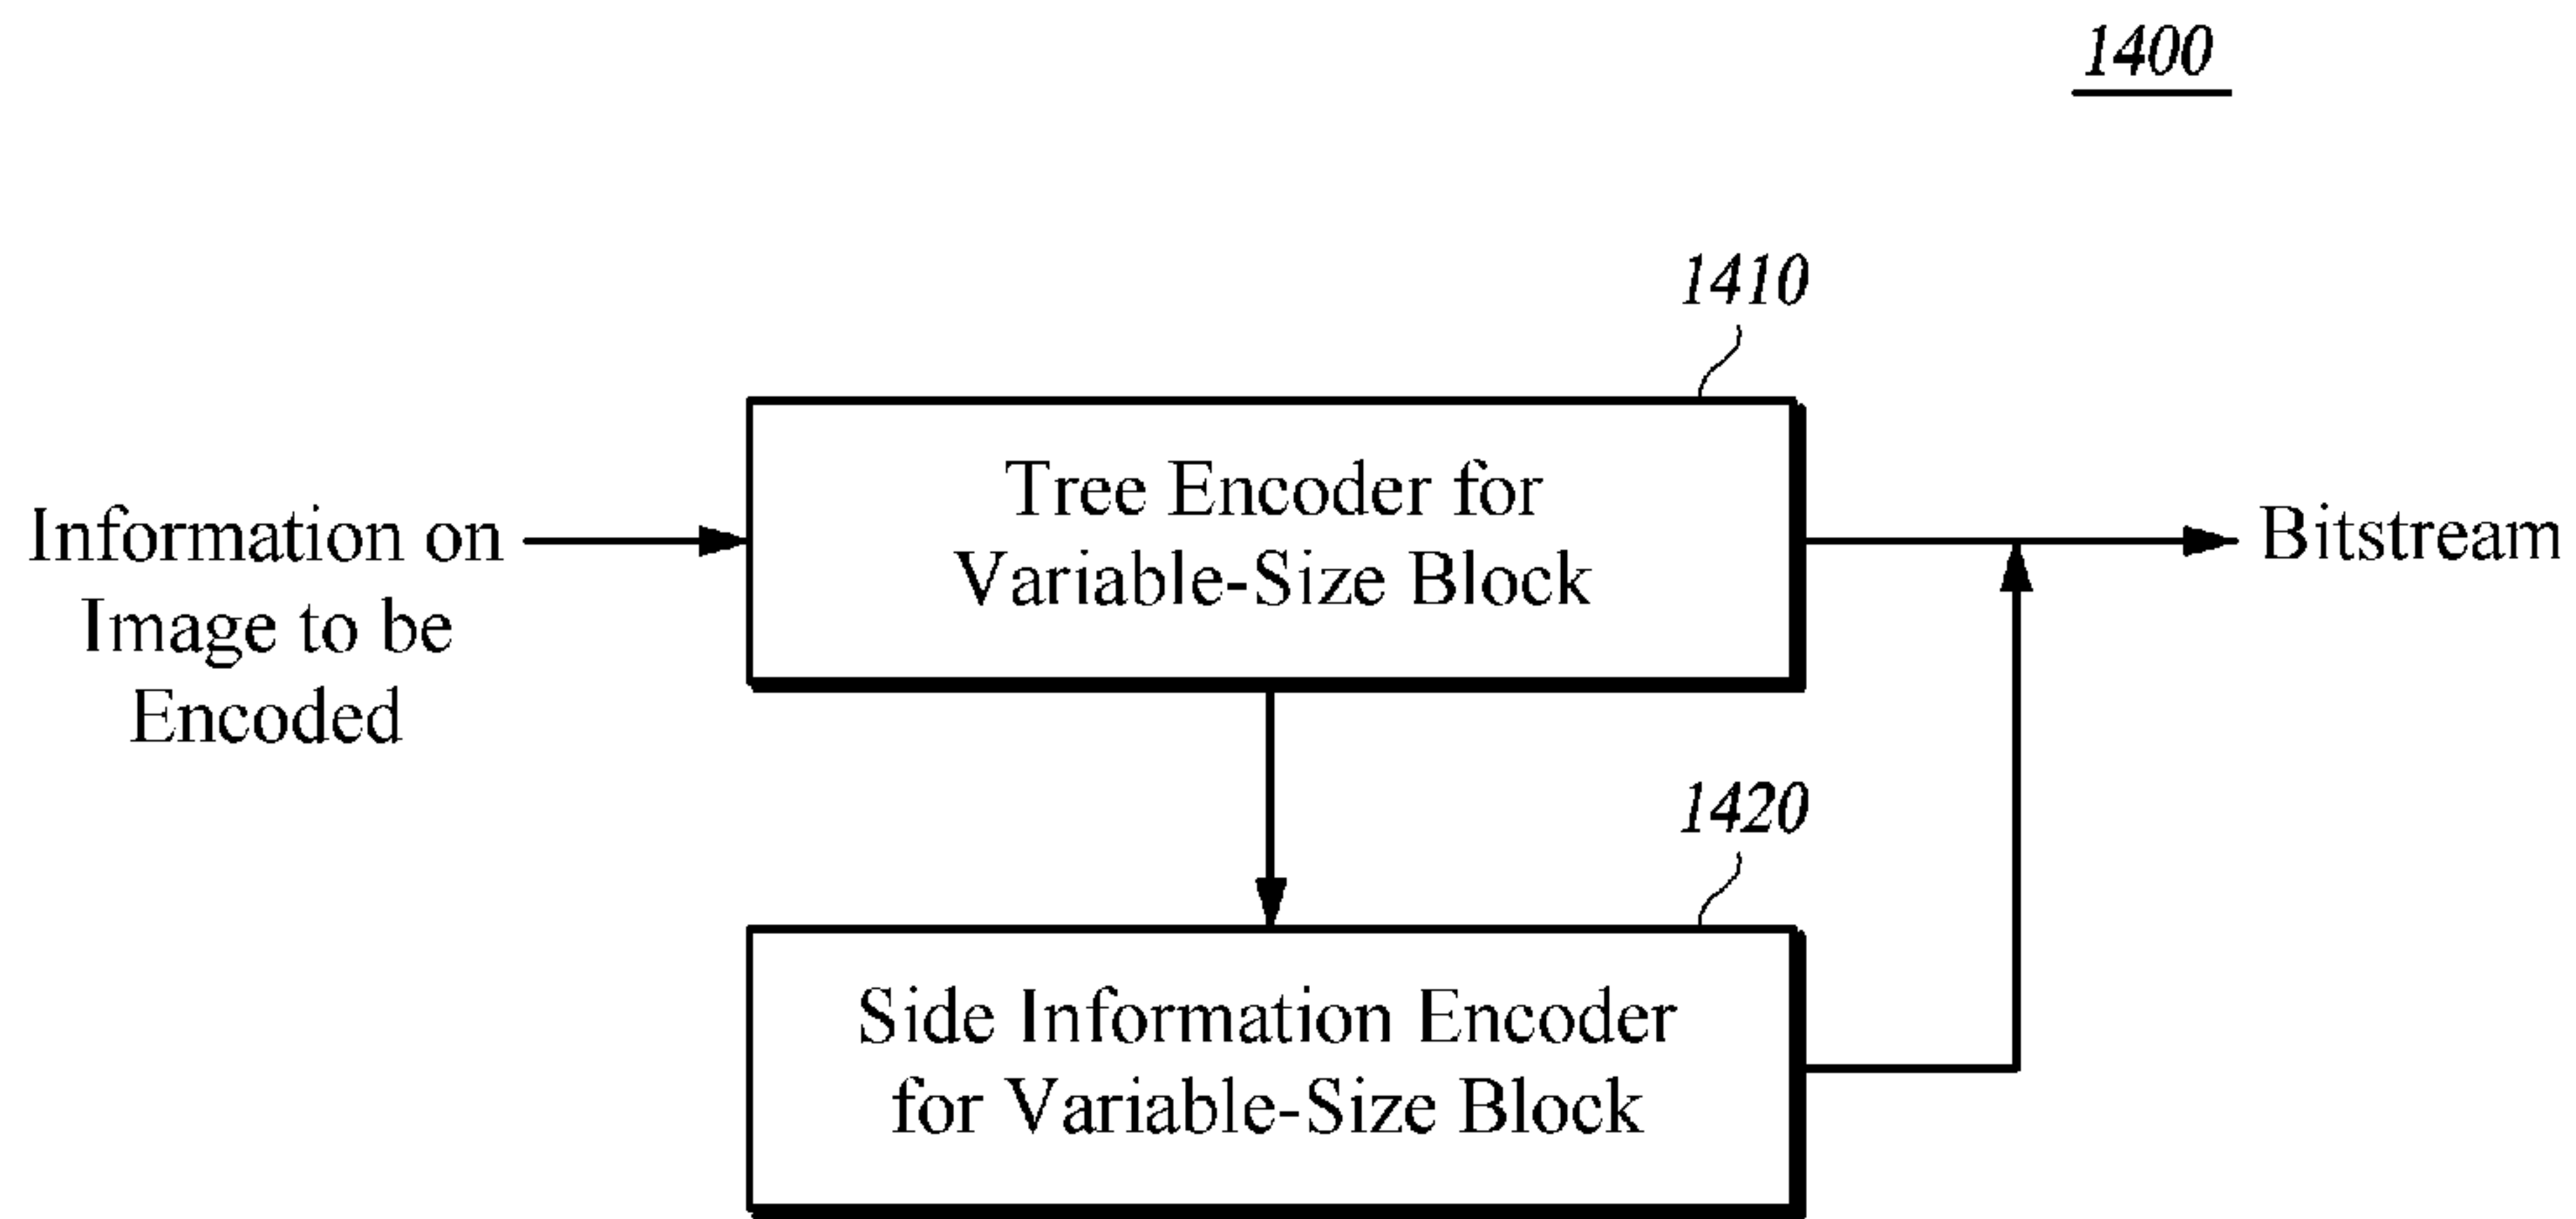 1400
1410
Tree Encoder for
Variable-Size Block
Information on
Image to be
Encoded
Bitstream
1420
Side Information Encoder
for Variable-Size Block